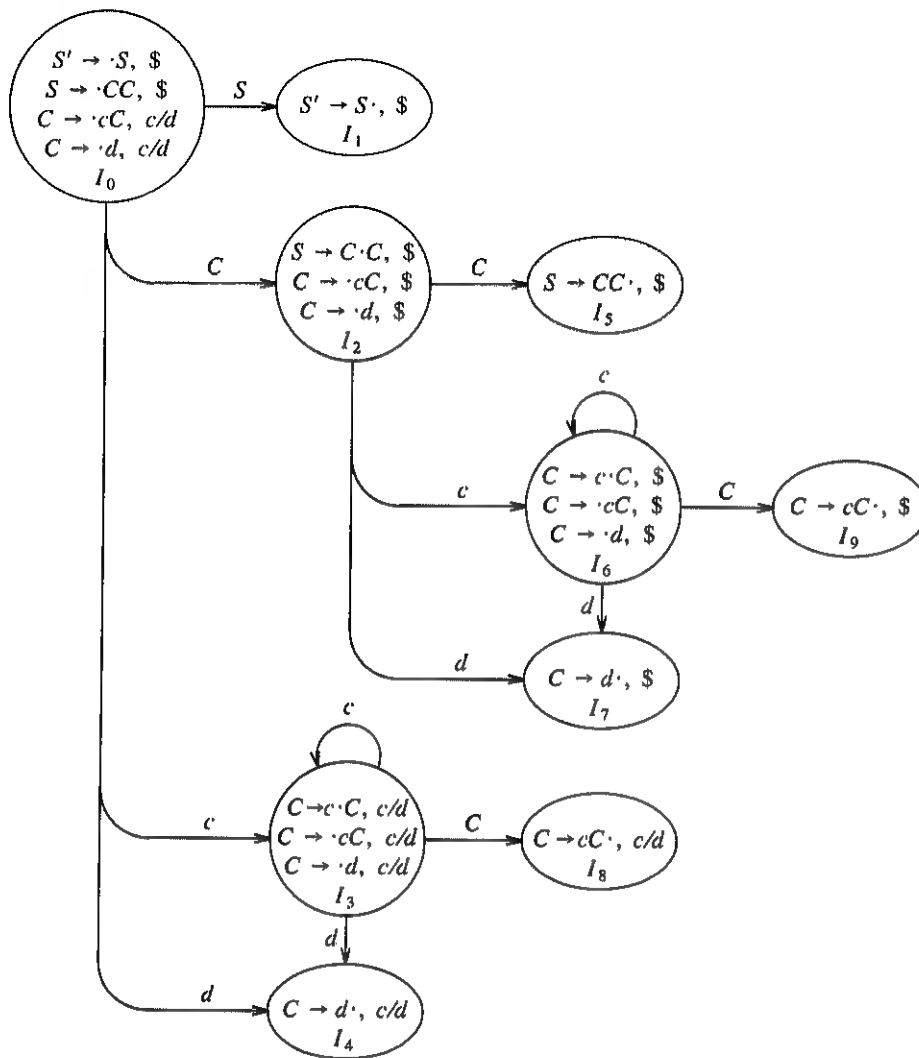 S' → ·S, $
S → ·CC, $
C → ·cC, c/d
C → ·d, c/d
I₀
S
S' → S·, $
I₁
C
S → C·C, $
C → ·cC, $
C → ·d, $
I₂
C
S → CC·, $
I₅
c
c
C → c·C, $
C → ·cC, $
C → ·d, $
I₆
C
C → cC·, $
I₉
d
d
C → d·, $
I₇
c
c
C → c·C, c/d
C → ·cC, c/d
C → ·d, c/d
I₃
C
C → cC·, c/d
I₈
d
d
C → d·, c/d
I₄